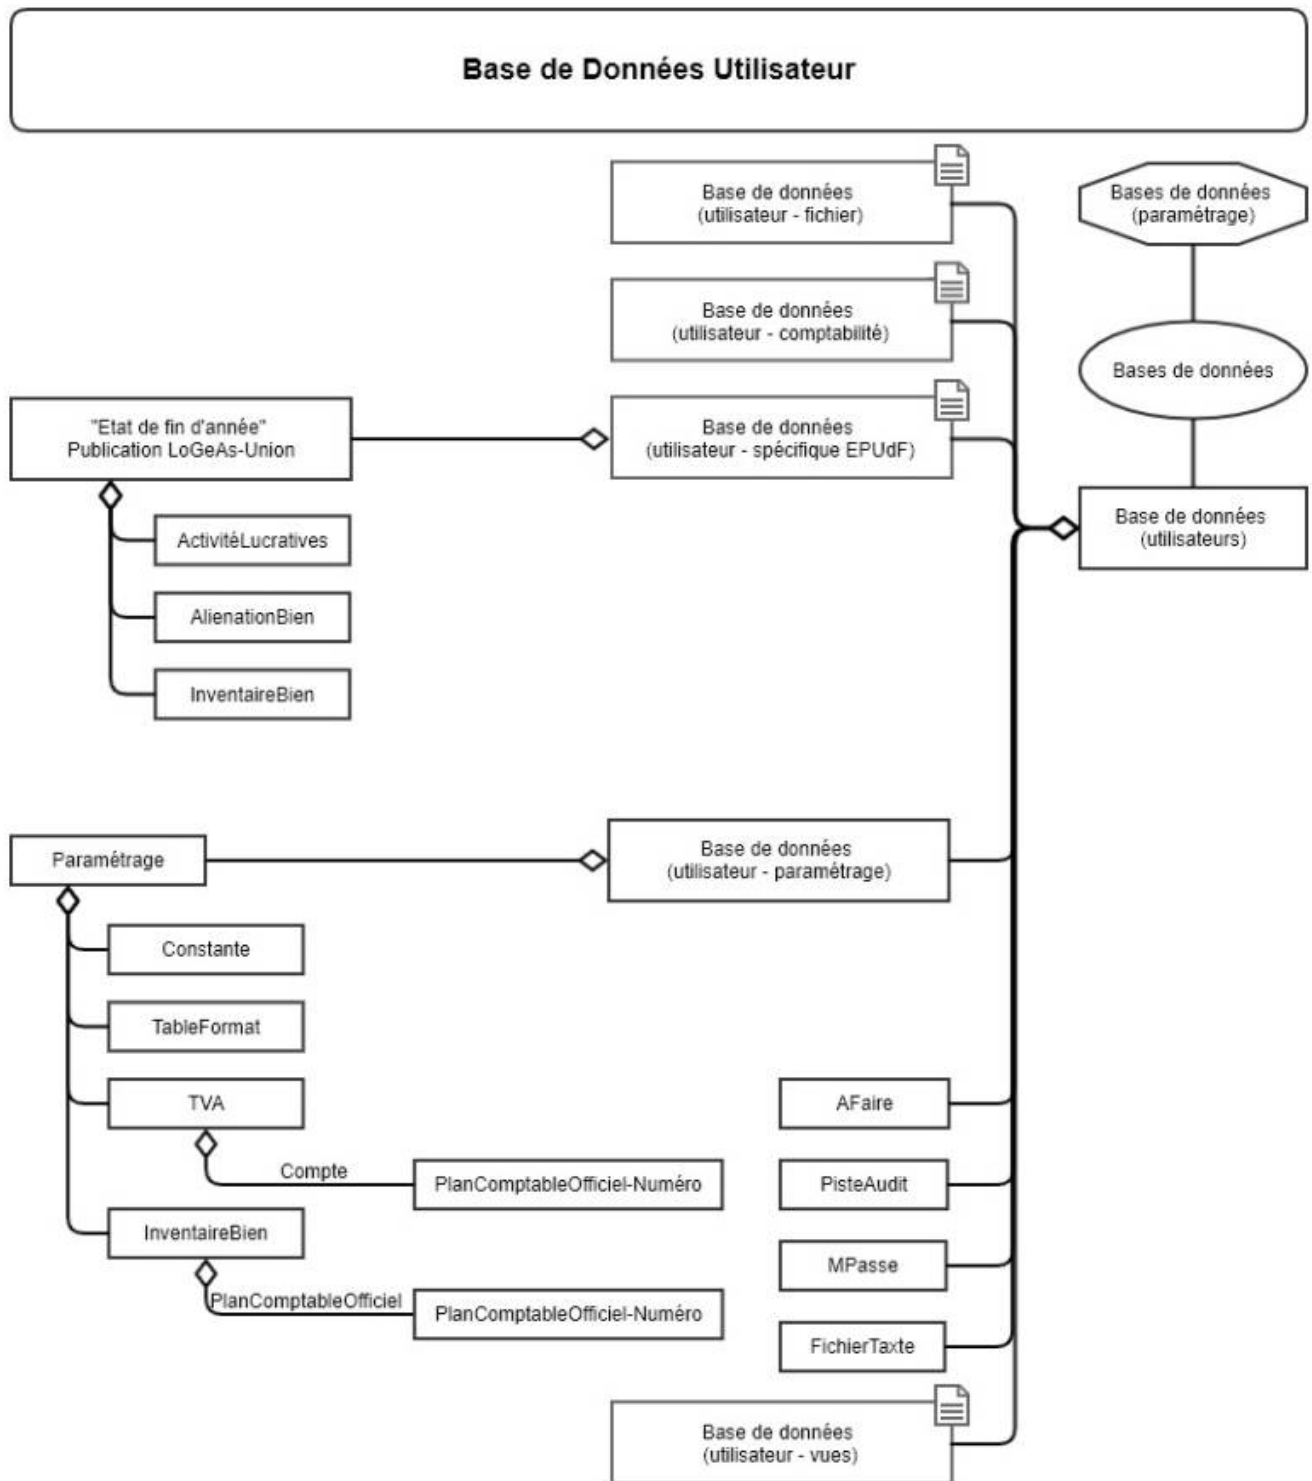 Base de Données Utilisateur
Base de données
(utilisateur - fichier)
Bases de données
(paramétrage)
Base de données
(utilisateur - comptabilité)
Bases de données
"Etat de fin d'année"
Publication LoGeAs-Union
Base de données
(utilisateur - spécifique EPUdF)
Base de données
(utilisateurs)
ActivitéLucratives
AlienationBien
InventaireBien
Paramétrage
Base de données
(utilisateur - paramétrage)
Constante
TableFormat
TVA
AFaire
Compte
PlanComptableOfficiel-Numéro
PisteAudit
InventaireBien
MPasse
PlanComptableOfficiel
PlanComptableOfficiel-Numéro
FichierTaxte
Base de données
(utilisateur - vues)